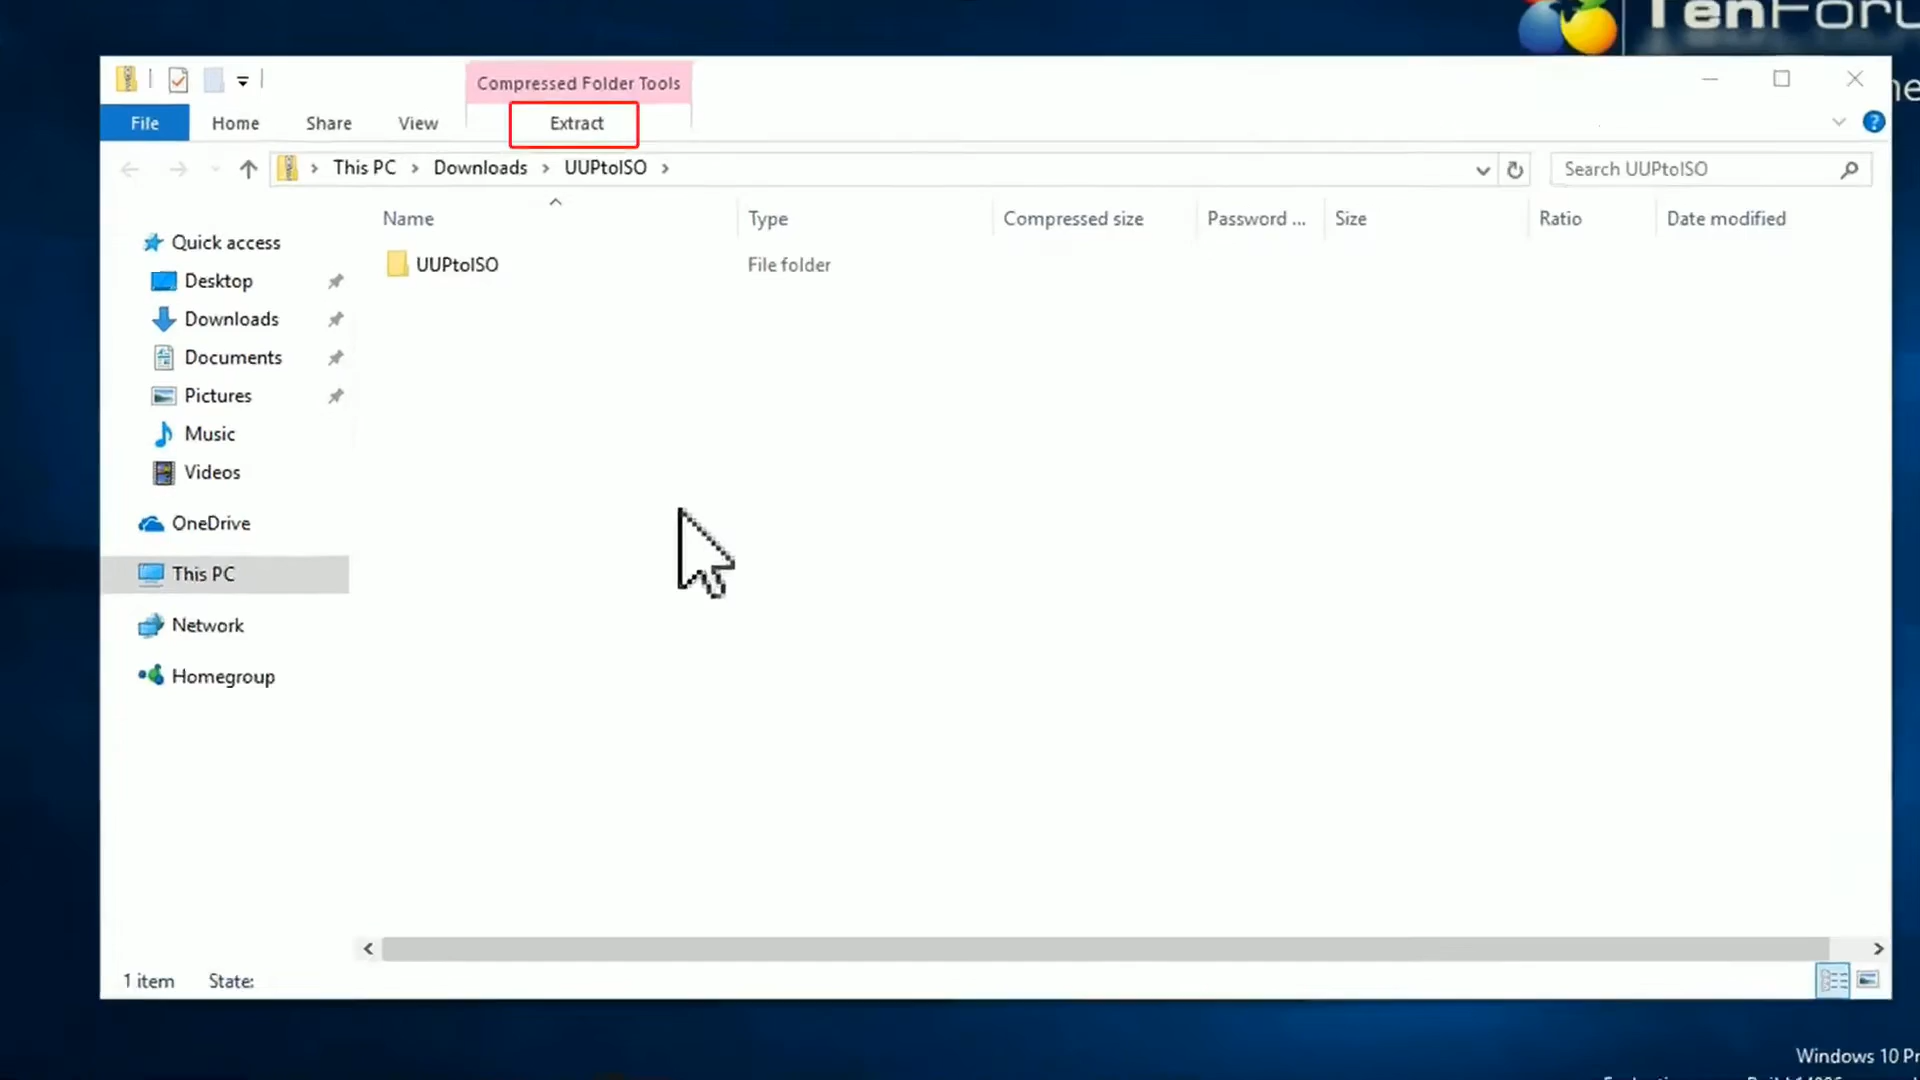 TenForu
Compressed Folder Tools
File
Home
Share
View
Extract
This PC
Downloads
UUPtoISO
Search UUPtoISO
Name
Type
Compressed size
Password ...
Size
Ratio
Date modified
UUPtoISO
File folder
Quick access
Desktop
Downloads
Documents
Pictures
Music
Videos
OneDrive
This PC
Network
Homegroup
1 item
State:
Windows 10 Pr